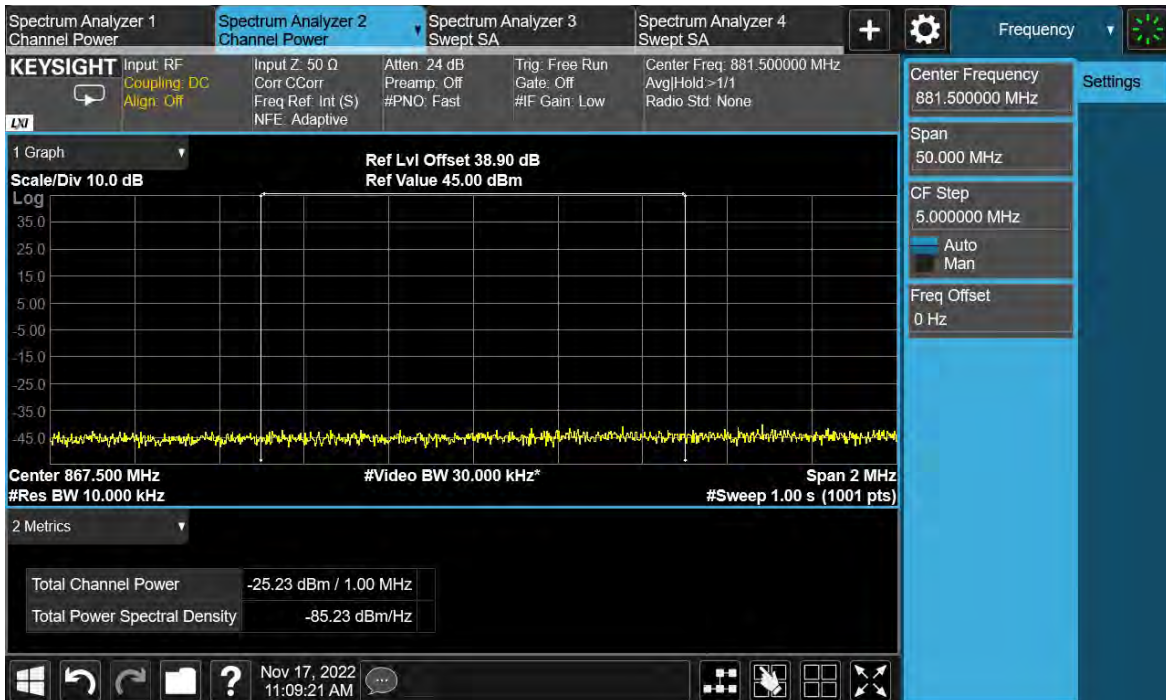 Spectrum Analyzer 1
Channel Power
Spectrum Analyzer 2
Channel Power
Spectrum Analyzer 3
Swept SA
Spectrum Analyzer 4
Swept SA
+
Frequency
KEYSIGHT
LXI
Input: RF
Coupling: DC
Align: Off
Input Z: 50 Ω
Corr CCorr
Freq Ref: Int (S)
NFE: Adaptive
Atten: 24 dB
Preamp: Off
#PNO: Fast
Trig: Free Run
Gate: Off
#IF Gain: Low
Center Freq: 881.500000 MHz
Avg|Hold:>1/1
Radio Std: None
Center Frequency
881.500000 MHz
Settings
Span
50.000 MHz
CF Step
5.000000 MHz
Auto
Man
Freq Offset
0 Hz
1 Graph
Scale/Div 10.0 dB
Ref Lvl Offset 38.90 dB
Ref Value 45.00 dBm
Log
35.0
25.0
15.0
5.00
-5.00
-15.0
-25.0
-35.0
-45.0
Center 867.500 MHz
#Video BW 30.000 kHz*
Span 2 MHz
#Res BW 10.000 kHz
#Sweep 1.00 s (1001 pts)
2 Metrics
Total Channel Power -25.23 dBm / 1.00 MHz
Total Power Spectral Density -85.23 dBm/Hz
?
Nov 17, 2022
11:09:21 AM